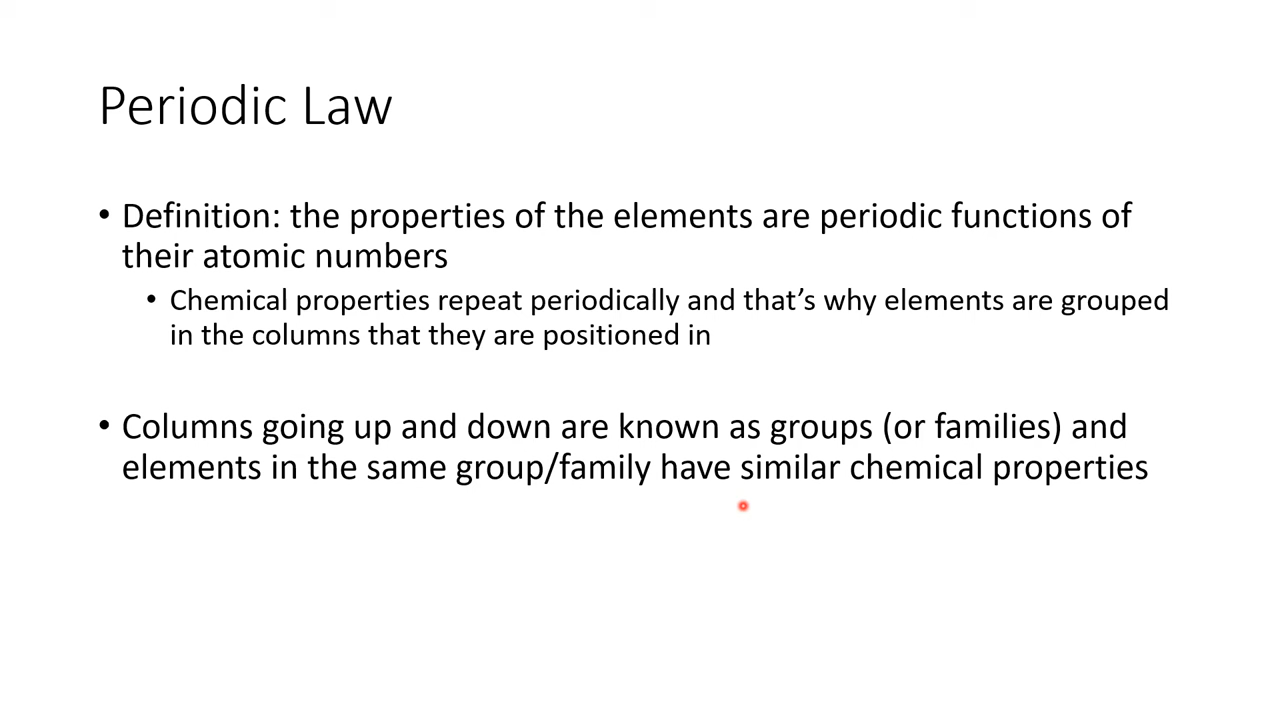 Periodic Law
• Definition: the properties of the elements are periodic functions of
their atomic numbers
• Chemical properties repeat periodically and that’s why elements are grouped
in the columns that they are positioned in
• Columns going up and down are known as groups (or families) and
elements in the same group/family have similar chemical properties